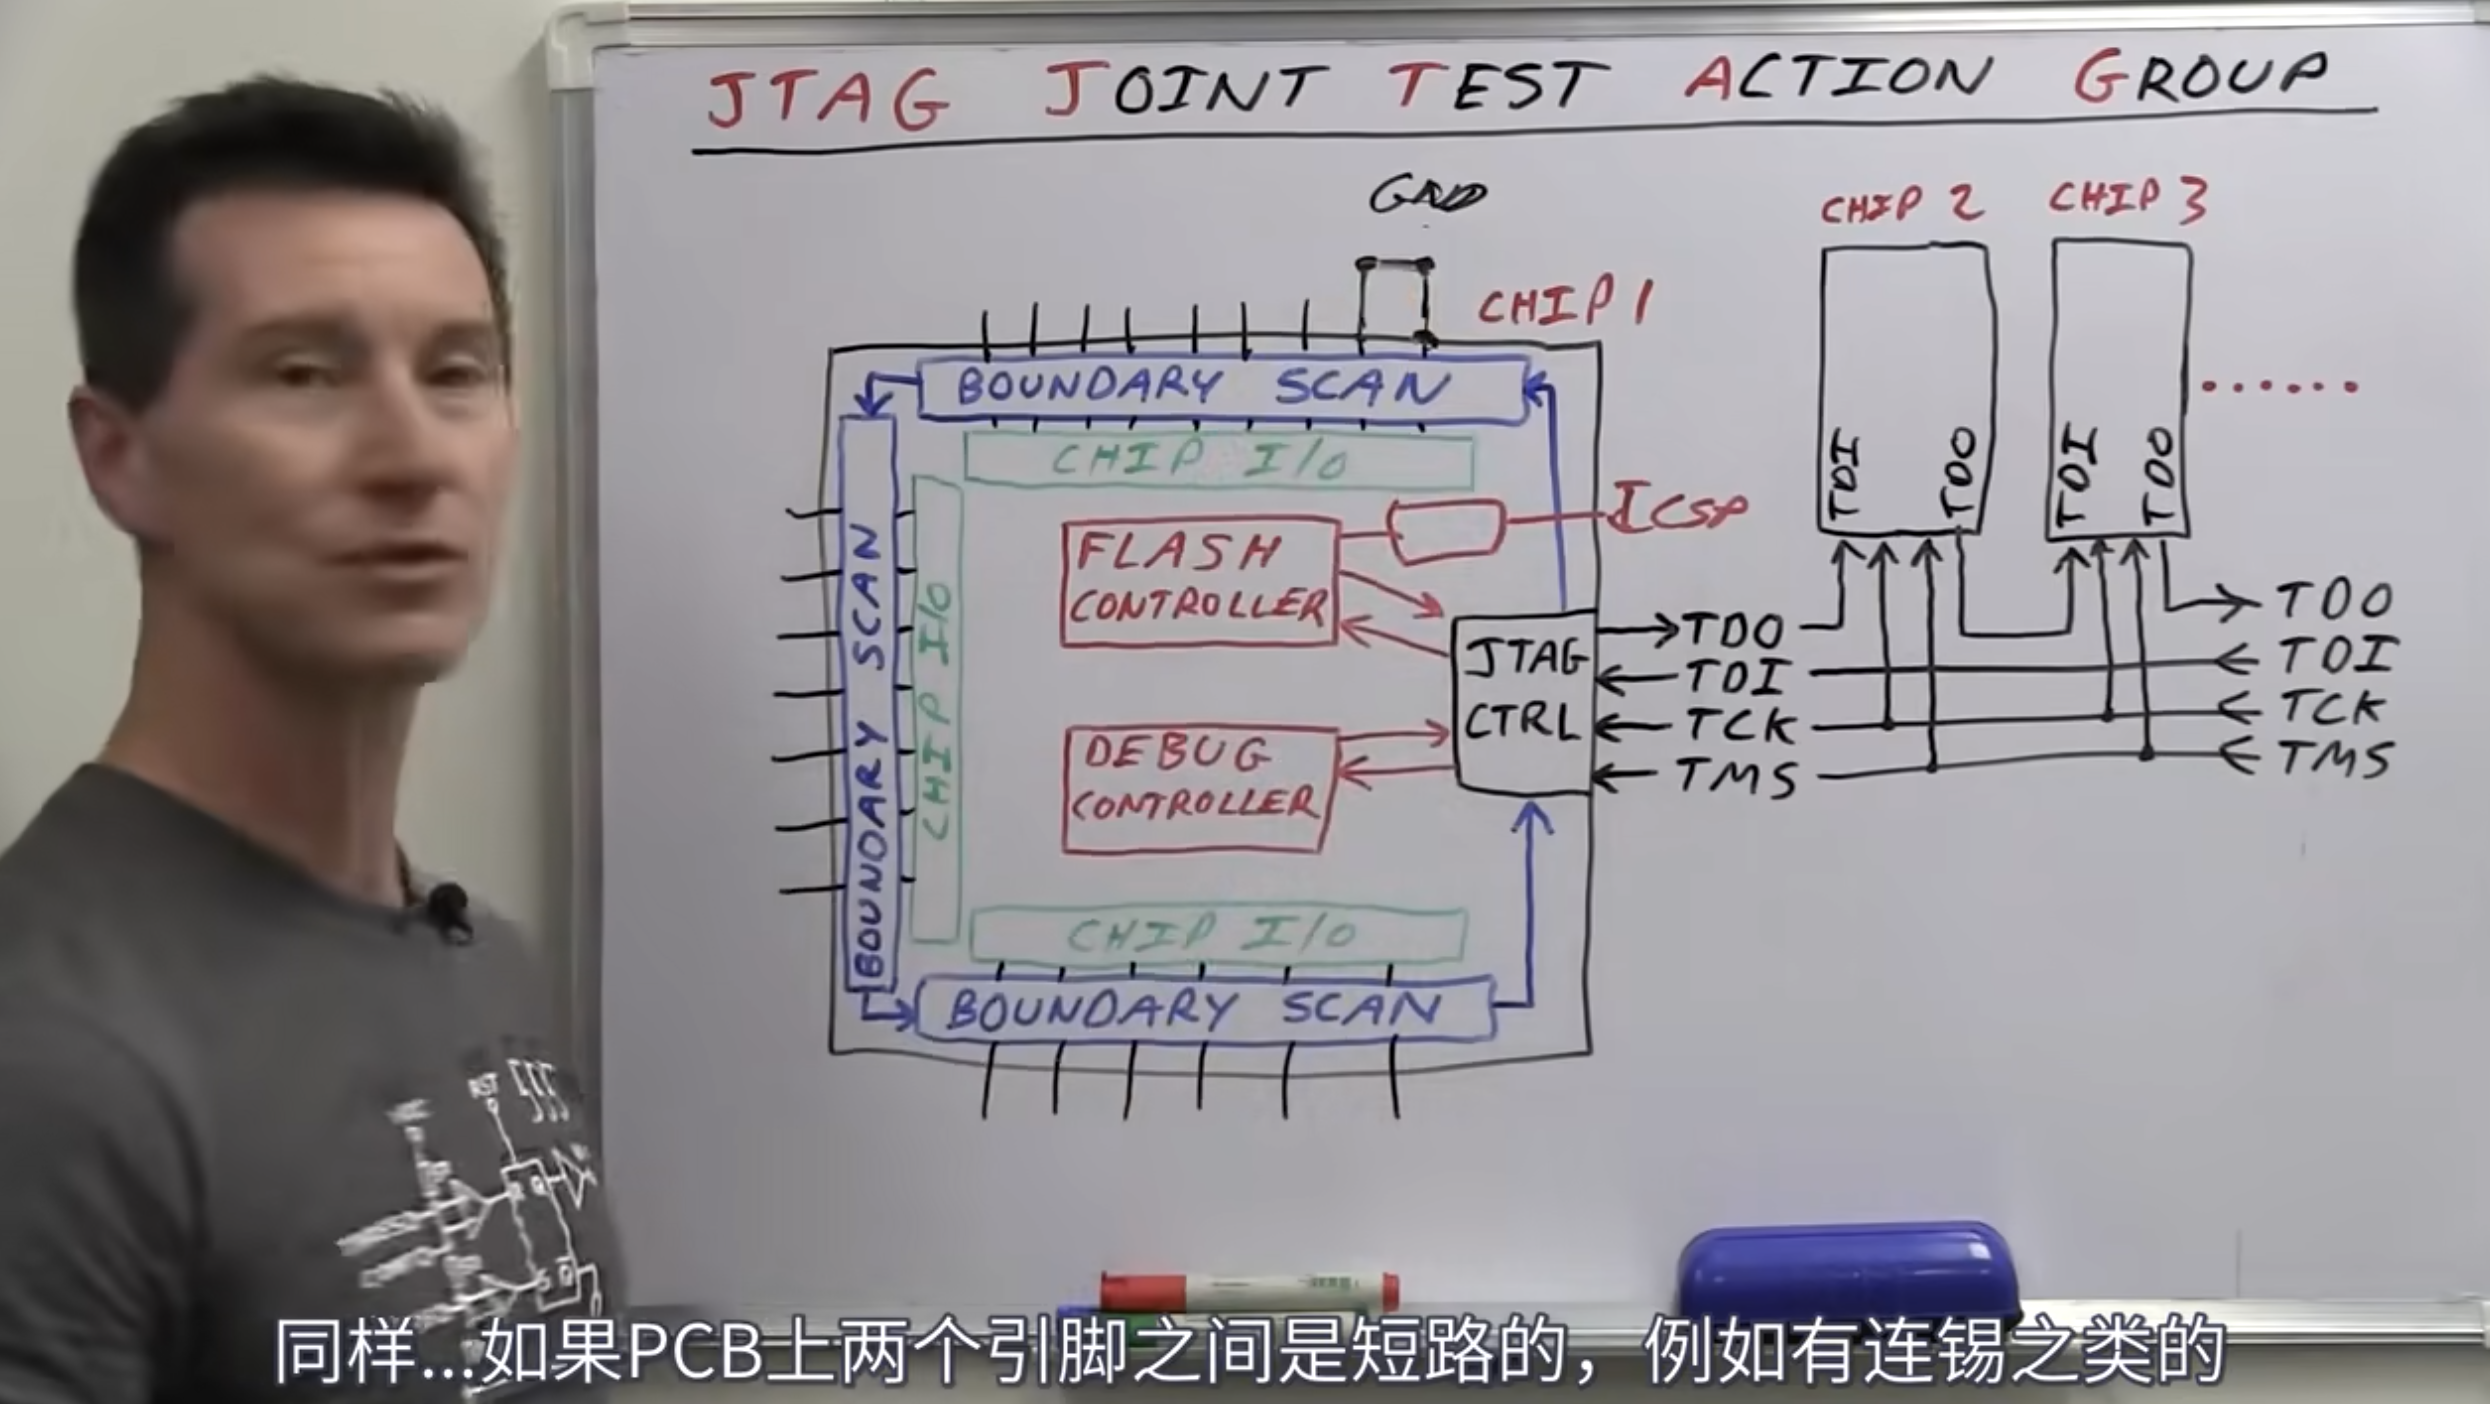 JTAG JOINT TEST ACTION GROUP
GND
CHIP 1
CHIP 2
CHIP 3
BOUNDARY SCAN
CHIP I/O
BOUNDARY SCAN
CHIP I/O
FLASH
CONTROLLER
ICSP
DEBUG
CONTROLLER
JTAG
CTRL
CHIP I/O
BOUNDARY SCAN
TDI
TDO
TDI
TDO
TDO
TDI
TCK
TMS
TDO
TDI
TCK
TMS
RST
同样...如果PCB上两个引脚之间是短路的，例如有连锡之类的